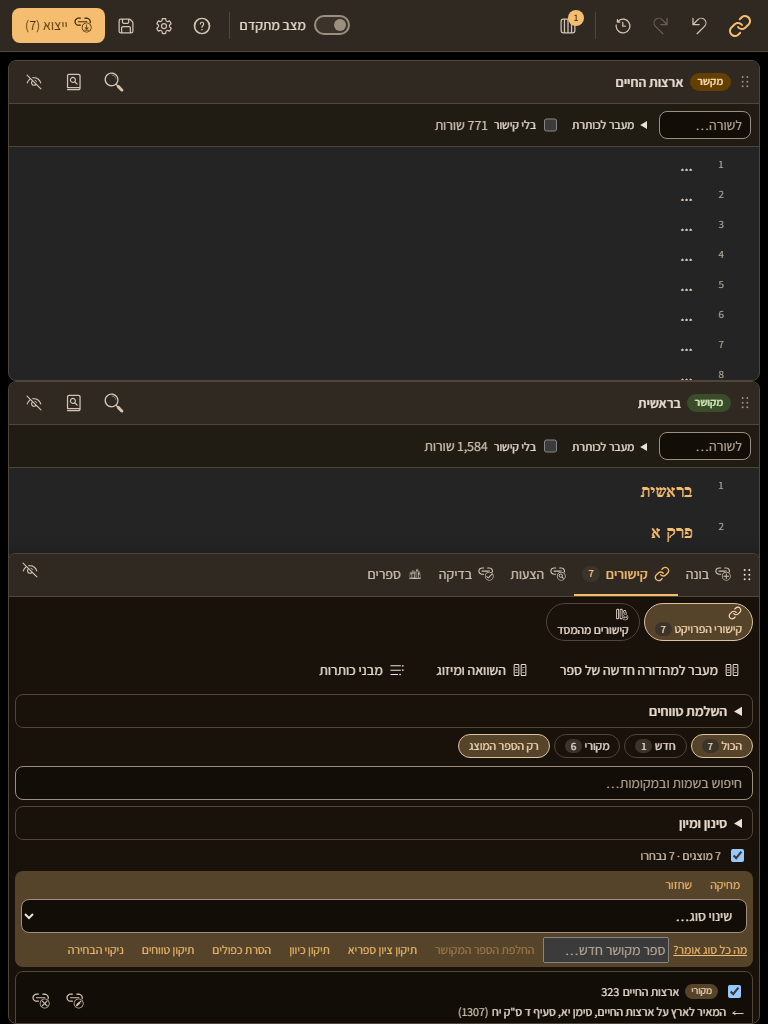 1 מצב מתקדם ייצוא (7)
מקשר ארצות החיים
לשורה... מעבר לכותרת בלי קישור 771 שורות
1 ...
2 ...
3 ...
4 ...
5 ...
6 ...
7 ...
8 ...
מקושר בראשית
לשורה... מעבר לכותרת בלי קישור 1,584 שורות
1 בראשית
2 פרק א
בונה קישורים 7 הצעות בדיקה ספרים
קישורי הפרויקט 7 קישורים מהמסד
מעבר למהדורה חדשה של ספר השוואה ומיזוג מבני כותרות
השלמת טווחים
הכול 7 חדש 1 מקורי 6 רק הספר המוצג
חיפוש בשמות ובמקומות...
סינון ומיון
7 מוצגים · 7 נבחרו
מחיקה שחזור
שינוי סוג...
מה כל סוג אומר? ספר מקושר חדש... החלפת הספר המקושר תיקון ציון ספריא תיקון כיוון הסרת כפולים תיקון טווחים ניקוי הבחירה
מקורי ארצות החיים 323
← המאיר לארץ על ארצות החיים, סימן יא, סעיף ד ס"ק יח (1307)